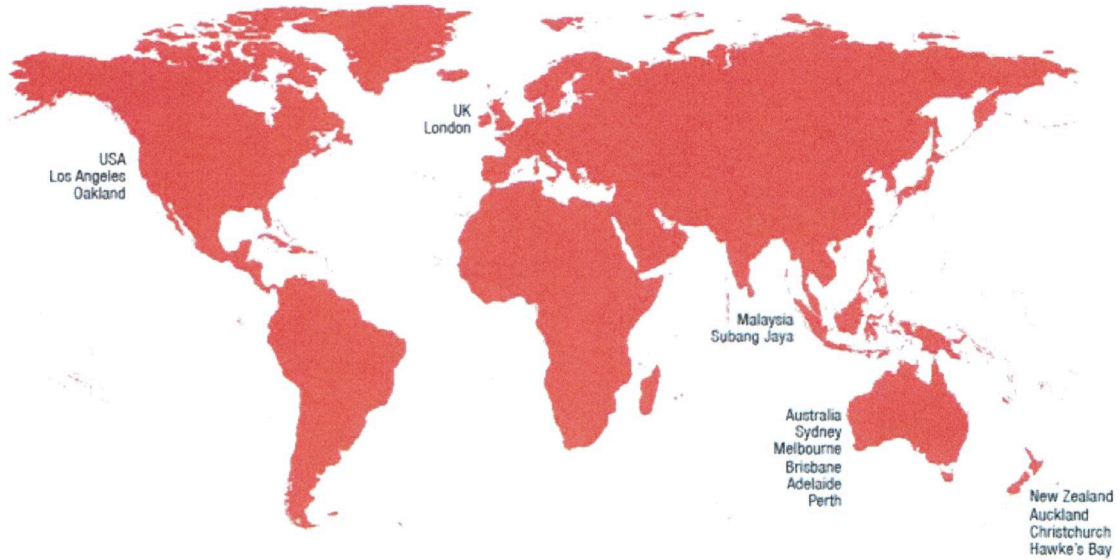 USA
Los Angeles
Oakland
UK
London
Malaysia
Subang Jaya
Australia
Sydney
Melbourne
Brisbane
Adelaide
Perth
New Zealand
Auckland
Christchurch
Hawke's Bay